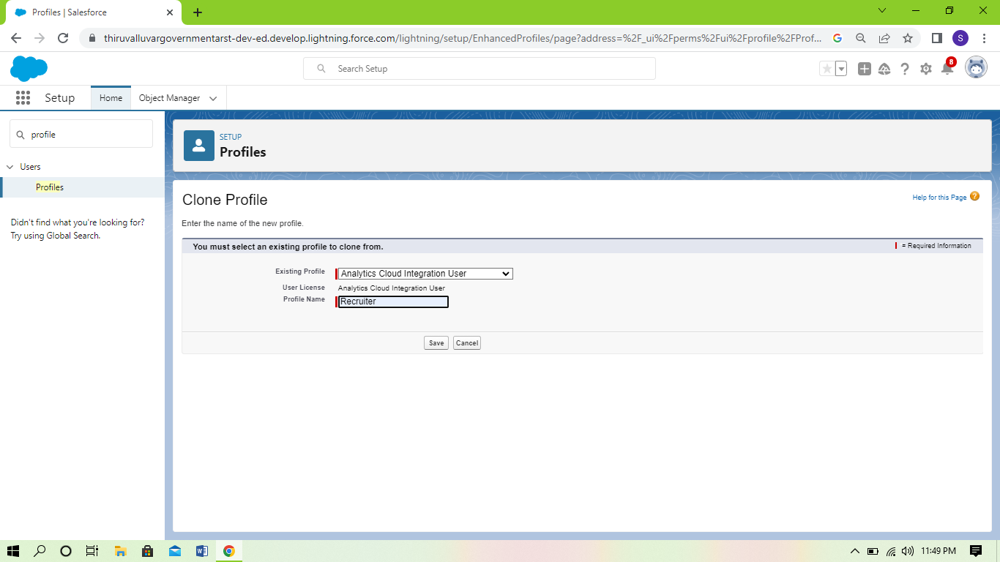 Profiles | Salesforce
thiruvalluvargovernmentarst-dev-ed.develop.lightning.force.com/lightning/setup/EnhancedProfiles/page?address=%2F_ui%2Fperms%2Fui%2Fprofile%2FProf...
S
Search Setup
8
Setup
Home
Object Manager
profile
Users
Profiles
Didn't find what you're looking for?
Try using Global Search.
SETUP
Profiles
Clone Profile
Help for this Page ?
Enter the name of the new profile.
You must select an existing profile to clone from.
= Required Information
Existing Profile Analytics Cloud Integration User
User License Analytics Cloud Integration User
Profile Name Recruiter
Save Cancel
11:49 PM